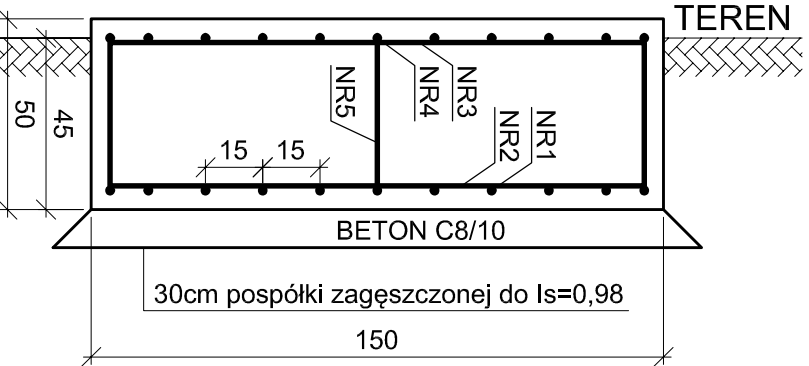 TEREN
NR5
NR4
NR3
NR2
NR1
50
45
15
15
BETON C8/10
30cm pospółki zagęszczonej do Is=0,98
150